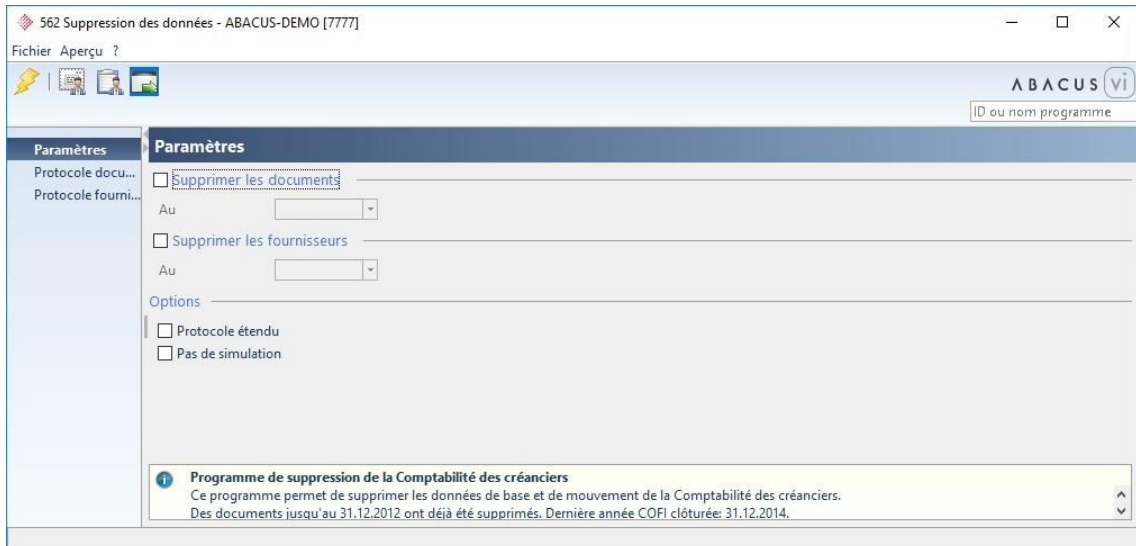 562 Suppression des données - ABACUS-DEMO [7777]
Fichier Aperçu ?
ABACUS vi
ID ou nom programme
Paramètres
Protocole docu...
Protocole fourni...
Paramètres
Supprimer les documents
Au
Supprimer les fournisseurs
Au
Options
Protocole étendu
Pas de simulation
Programme de suppression de la Comptabilité des créanciers
Ce programme permet de supprimer les données de base et de mouvement de la Comptabilité des créanciers.
Des documents jusqu'au 31.12.2012 ont déjà été supprimés. Dernière année COFI clôturée: 31.12.2014.